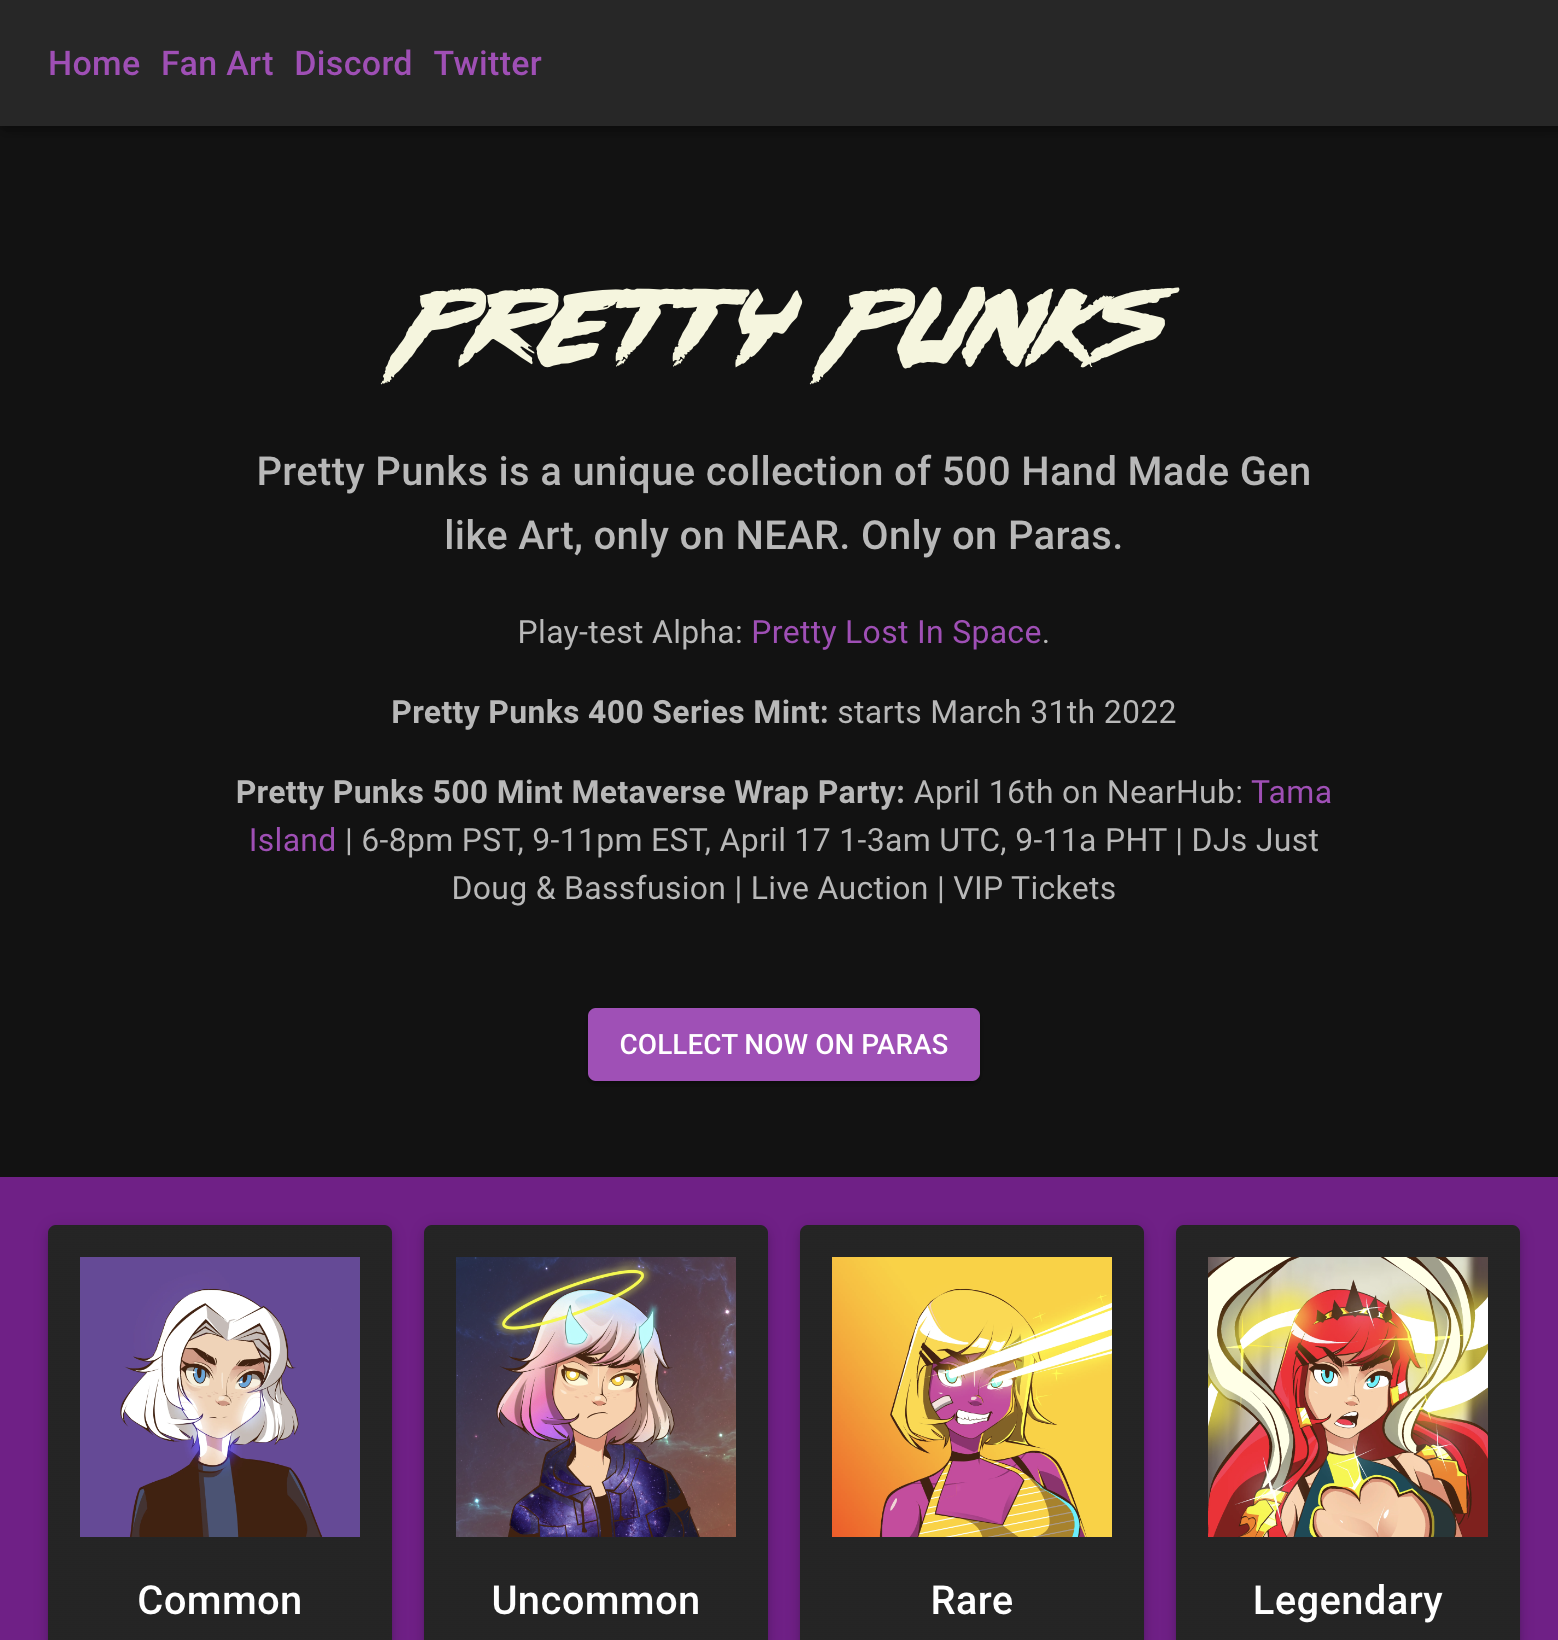 Home Fan Art Discord Twitter
PRETTY PUNKS
Pretty Punks is a unique collection of 500 Hand Made Gen
like Art, only on NEAR. Only on Paras.
Play-test Alpha: Pretty Lost In Space.
Pretty Punks 400 Series Mint: starts March 31th 2022
Pretty Punks 500 Mint Metaverse Wrap Party: April 16th on NearHub: Tama
Island | 6-8pm PST, 9-11pm EST, April 17 1-3am UTC, 9-11a PHT | DJs Just
Doug & Bassfusion | Live Auction | VIP Tickets
COLLECT NOW ON PARAS
Common Uncommon Rare Legendary